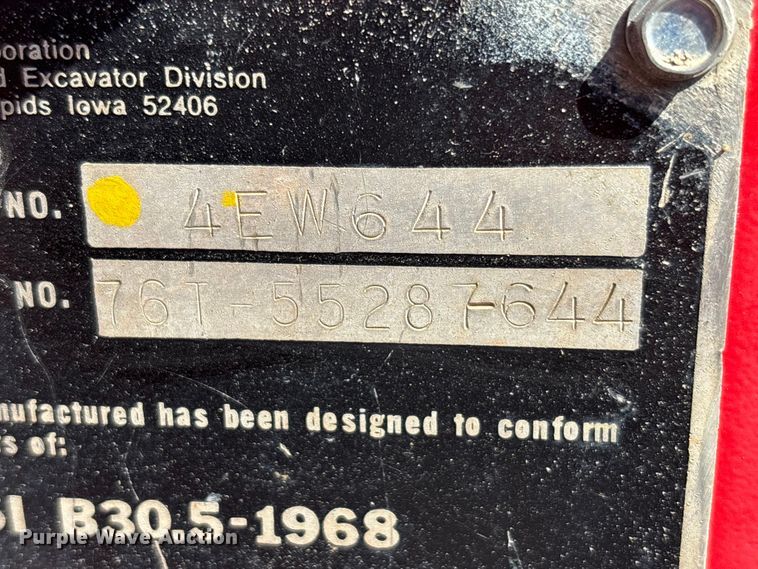 oration
d Excavator Division
pids Iowa 52406
NO. 4EW644
NO. 76T-55287-644
nufactured has been designed to conform
s of:
I B30.5-1968
Purple Wave Auction